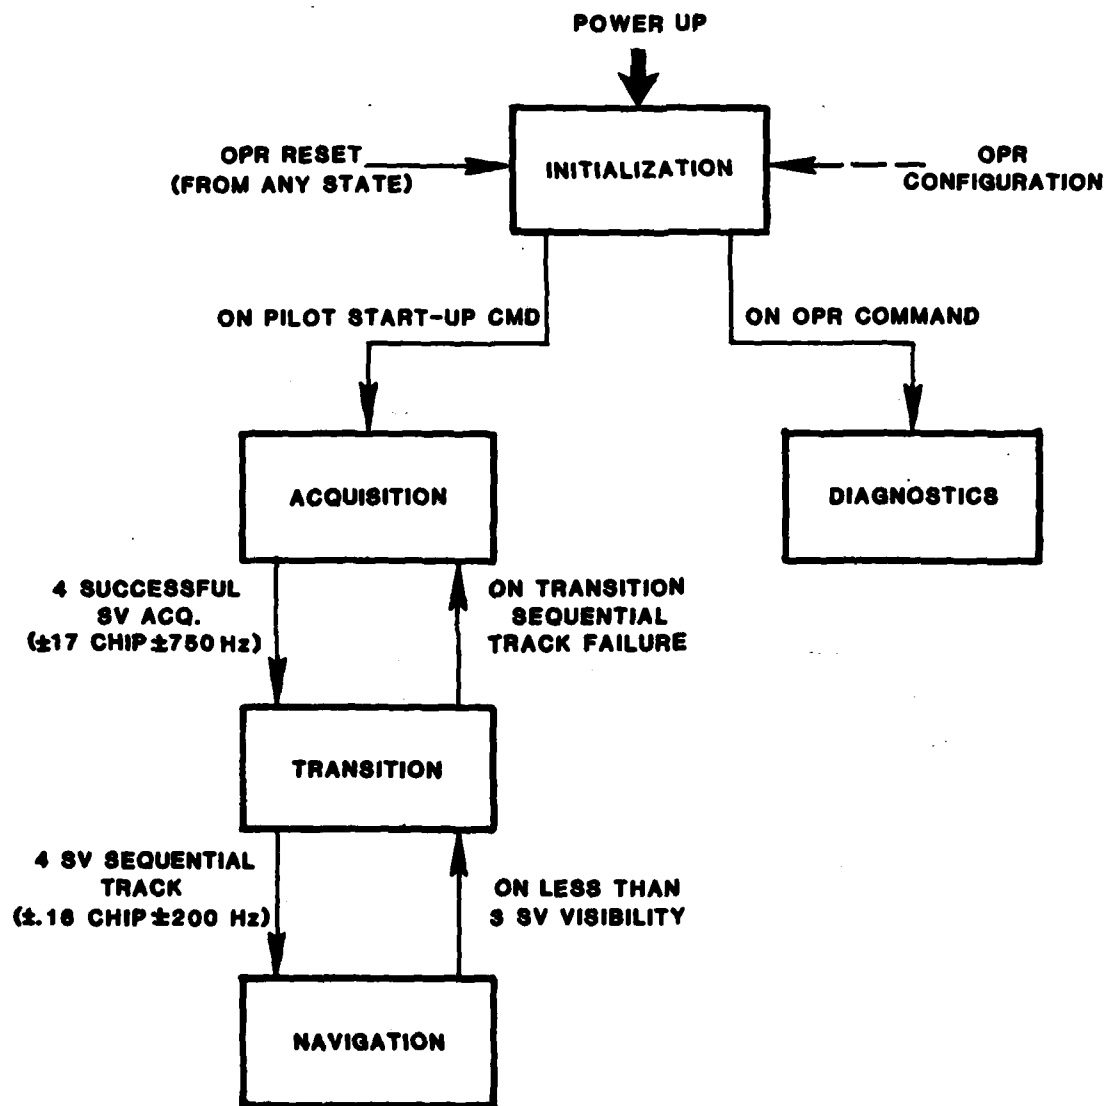 POWER UP
OPR RESET
(FROM ANY STATE)
INITIALIZATION
OPR
CONFIGURATION
ON PILOT START-UP CMD
ON OPR COMMAND
ACQUISITION
DIAGNOSTICS
4 SUCCESSFUL
SV ACQ.
(±17 CHIP ±750 Hz)
ON TRANSITION
SEQUENTIAL
TRACK FAILURE
TRANSITION
4 SV SEQUENTIAL
TRACK
(±.16 CHIP ±200 Hz)
ON LESS THAN
3 SV VISIBILITY
NAVIGATION